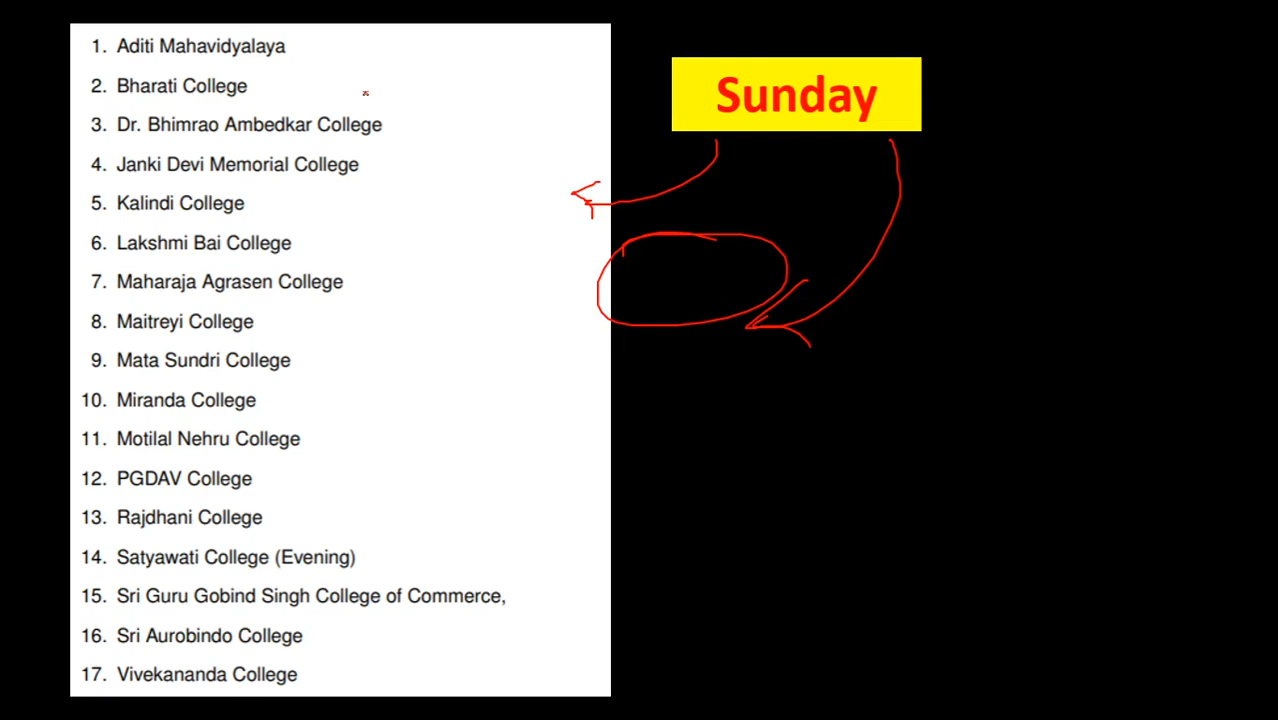 1. Aditi Mahavidyalaya
2. Bharati College
3. Dr. Bhimrao Ambedkar College
4. Janki Devi Memorial College
5. Kalindi College
6. Lakshmi Bai College
7. Maharaja Agrasen College
8. Maitreyi College
9. Mata Sundri College
10. Miranda College
11. Motilal Nehru College
12. PGDAV College
13. Rajdhani College
14. Satyawati College (Evening)
15. Sri Guru Gobind Singh College of Commerce,
16. Sri Aurobindo College
17. Vivekananda College
Sunday